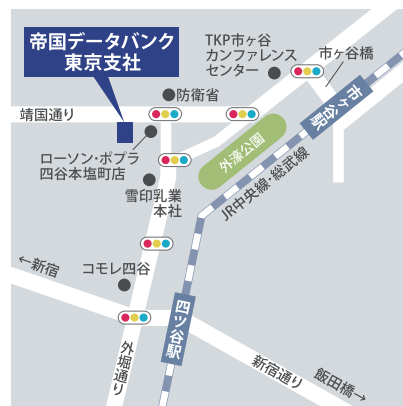 帝国データバンク
東京支社
TKP市ヶ谷
カンファレンス
センター
市ヶ谷橋
防衛省
靖国通り
市ヶ谷駅
ローソン・ポプラ
四谷本塩町店
外濠公園
JR中央線・総武線
雪印乳業
本社
←新宿
コモレ四谷
四ツ谷駅
外堀通り
新宿通り
飯田橋→